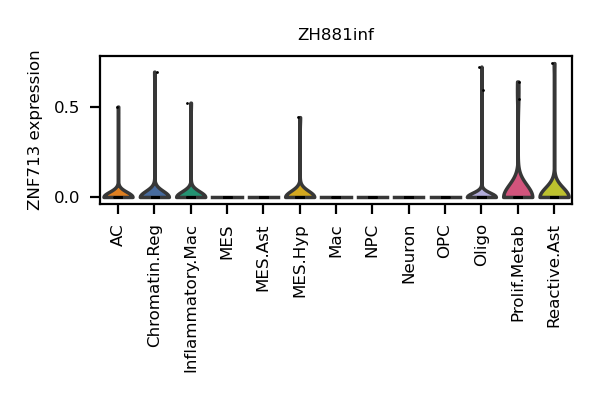 ZH881inf
ZNF713 expression
0.5
0.0
AC
Chromatin.Reg
Inflammatory.Mac
MES
MES.Ast
MES.Hyp
Mac
NPC
Neuron
OPC
Oligo
Prolif.Metab
Reactive.Ast